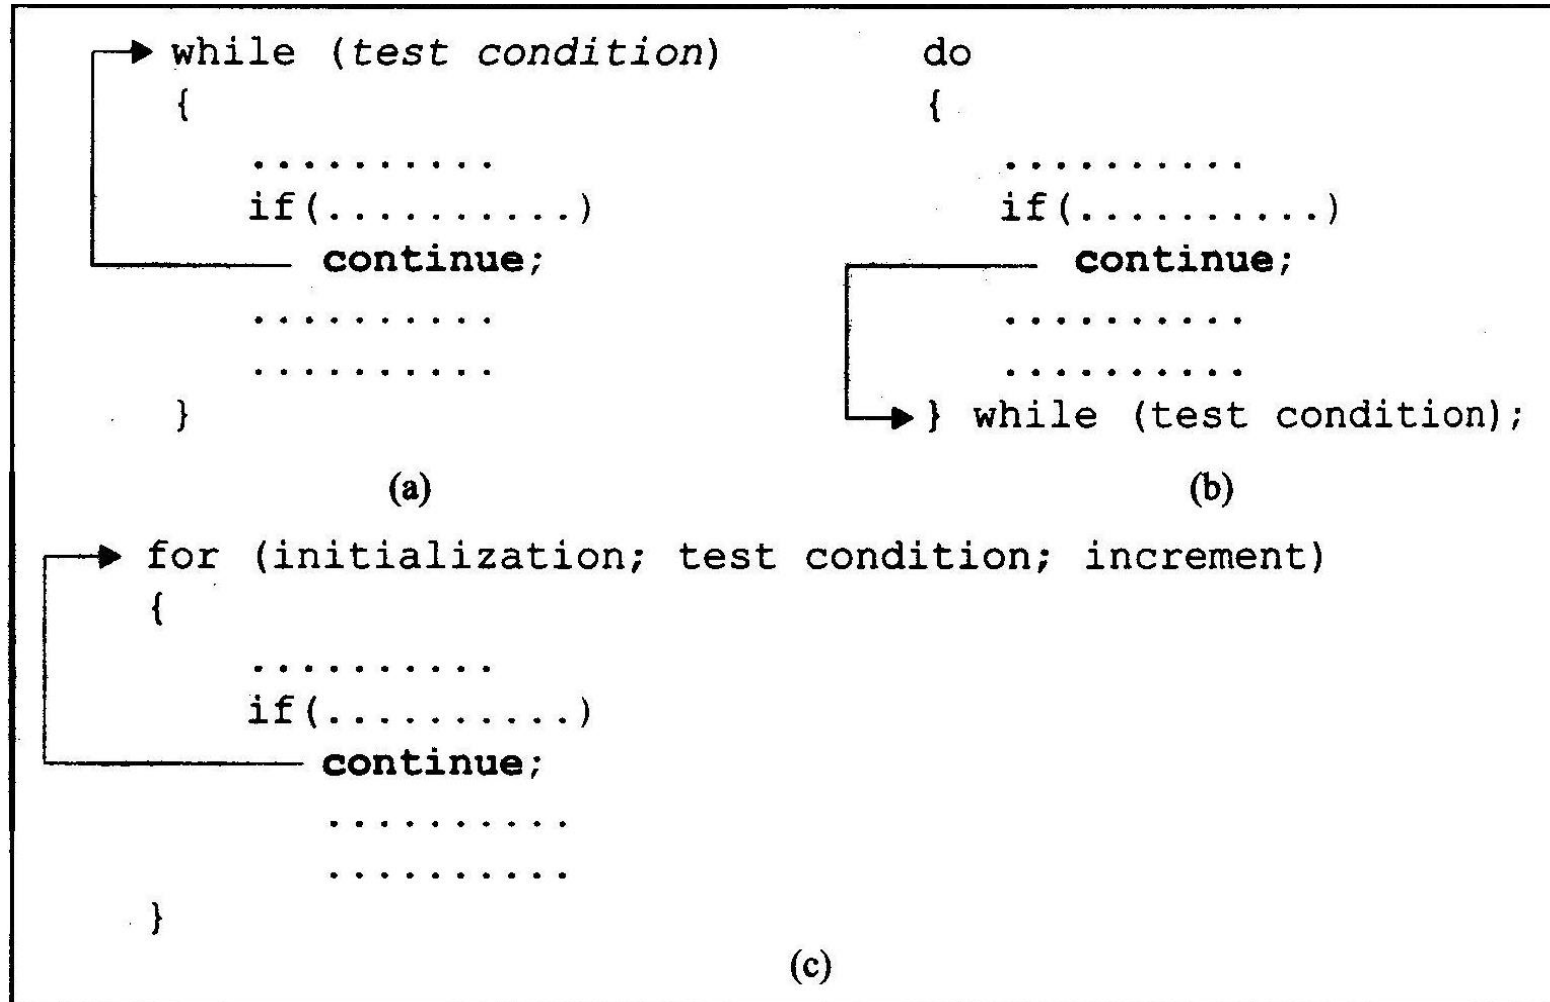 while (test condition)
{
..........
if(..........)
continue;
..........
..........
}
(a)
do
{
..........
if(..........)
continue;
..........
..........
} while (test condition);
(b)
for (initialization; test condition; increment)
{
..........
if(..........)
continue;
..........
..........
}
(c)